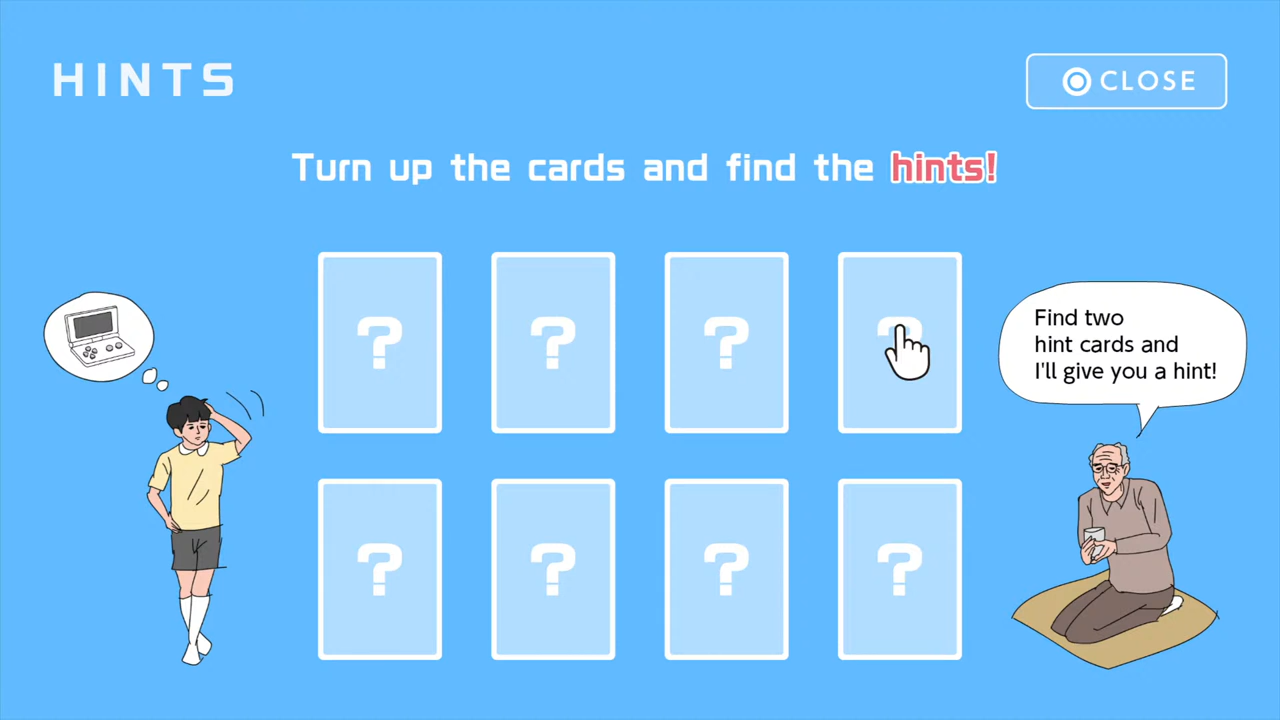 HINTS
CLOSE
Turn up the cards and find the hints!
? ? ? ?
Find two
hint cards and
I'll give you a hint!
? ? ? ?